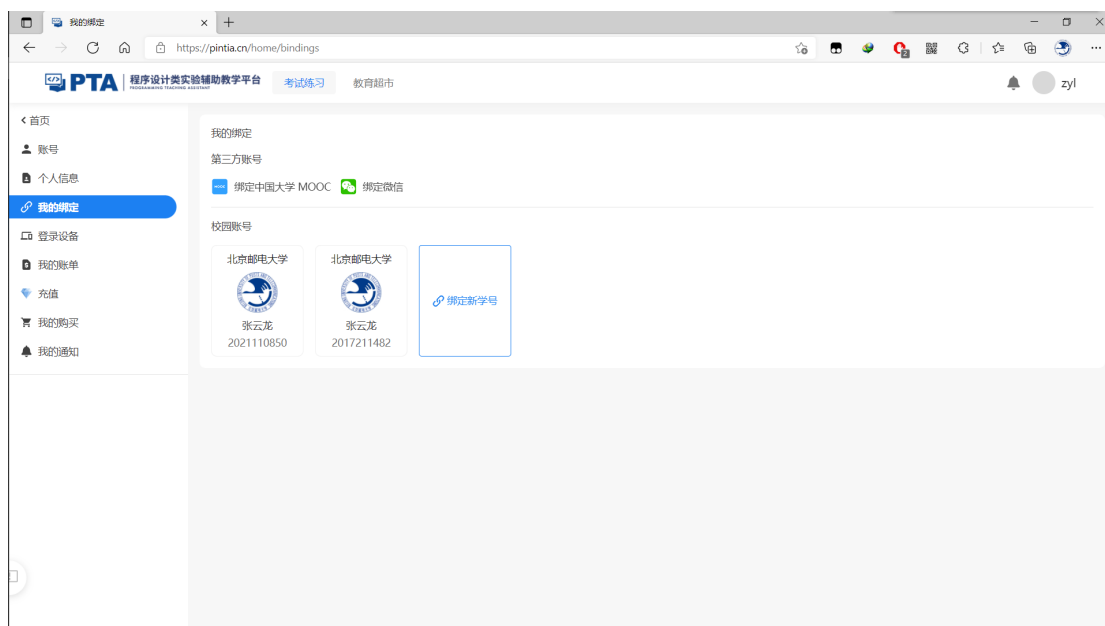 我的绑定
https://pintia.cn/home/bindings
2
PTA 程序设计类实验辅助教学平台
PROGRAMMING TEACHING ASSISTANT
考试练习
教育超市
zyl
首页
账号
个人信息
我的绑定
登录设备
我的账单
充值
我的购买
我的通知
我的绑定
第三方账号
绑定中国大学 MOOC 绑定微信
校园账号
北京邮电大学
张云龙
2021110850
北京邮电大学
张云龙
2017211482
绑定新学号